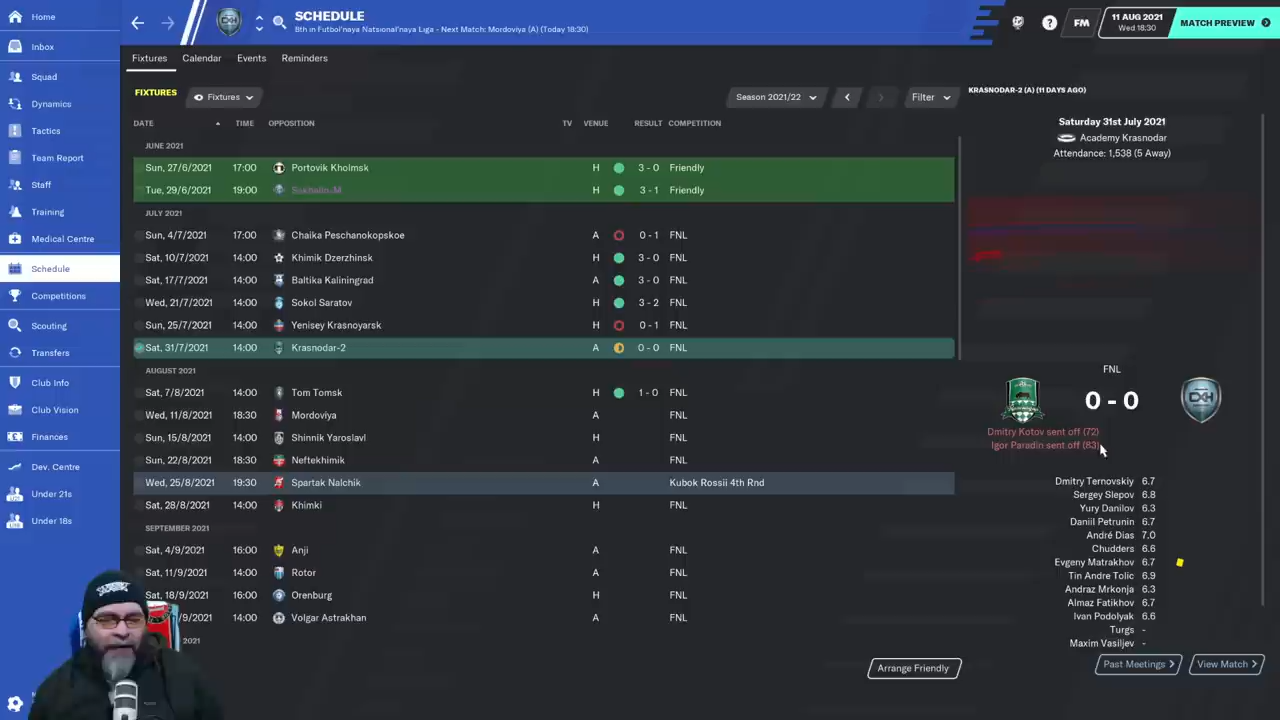 Home
Inbox
Squad
Dynamics
Tactics
Team Report
Staff
Training
Medical Centre
Schedule
Competitions
Scouting
Transfers
Club Info
Club Vision
Finances
Dev. Centre
Under 21s
Under 18s
SCHEDULE
8th in Futbol'naya Natsional'naya Liga - Next Match: Mordoviya (A) (Today 18:30)
FM
11 AUG 2021
Wed 18:30
MATCH PREVIEW
Fixtures Calendar Events Reminders
FIXTURES Fixtures Season 2021/22 Filter
DATE TIME OPPOSITION TV VENUE RESULT COMPETITION
JUNE 2021
Sun, 27/6/2021 17:00 Portovik Kholmsk H 3 - 0 Friendly
Tue, 29/6/2021 19:00 Sakhalin-M H 3 - 1 Friendly
JULY 2021
Sun, 4/7/2021 17:00 Chaika Peschanokopskoe A 0 - 1 FNL
Sat, 10/7/2021 14:00 Khimik Dzerzhinsk H 3 - 0 FNL
Sat, 17/7/2021 14:00 Baltika Kaliningrad A 3 - 0 FNL
Wed, 21/7/2021 14:00 Sokol Saratov H 3 - 2 FNL
Sun, 25/7/2021 14:00 Yenisey Krasnoyarsk H 0 - 1 FNL
Sat, 31/7/2021 14:00 Krasnodar-2 A 0 - 0 FNL
AUGUST 2021
Sat, 7/8/2021 14:00 Tom Tomsk H 1 - 0 FNL
Wed, 11/8/2021 18:30 Mordoviya A FNL
Sun, 15/8/2021 14:00 Shinnik Yaroslavl H FNL
Sun, 22/8/2021 18:30 Neftekhimik A FNL
Wed, 25/8/2021 19:30 Spartak Nalchik A Kubok Rossii 4th Rnd
Sat, 28/8/2021 14:00 Khimki H FNL
SEPTEMBER 2021
Sat, 4/9/2021 16:00 Anji A FNL
Sat, 11/9/2021 14:00 Rotor A FNL
Sat, 18/9/2021 16:00 Orenburg H FNL
/9/2021 14:00 Volgar Astrakhan A FNL
2021
Arrange Friendly
KRASNODAR-2 (A) (11 DAYS AGO)
Saturday 31st July 2021
Academy Krasnodar
Attendance: 1,538 (5 Away)
FNL
0 - 0
Dmitry Kotov sent off (72)
Igor Paradin sent off (83)
Dmitry Ternovskiy 6.7
Sergey Slepov 6.8
Yury Danilov 6.3
Daniil Petrunin 6.7
André Dias 7.0
Chudders 6.6
Evgeny Matrakhov 6.7
Tin Andre Tolic 6.9
Andraz Mrkonja 6.3
Almaz Fatikhov 6.7
Ivan Podolyak 6.6
Turgs -
Maxim Vasiljev -
Past Meetings View Match